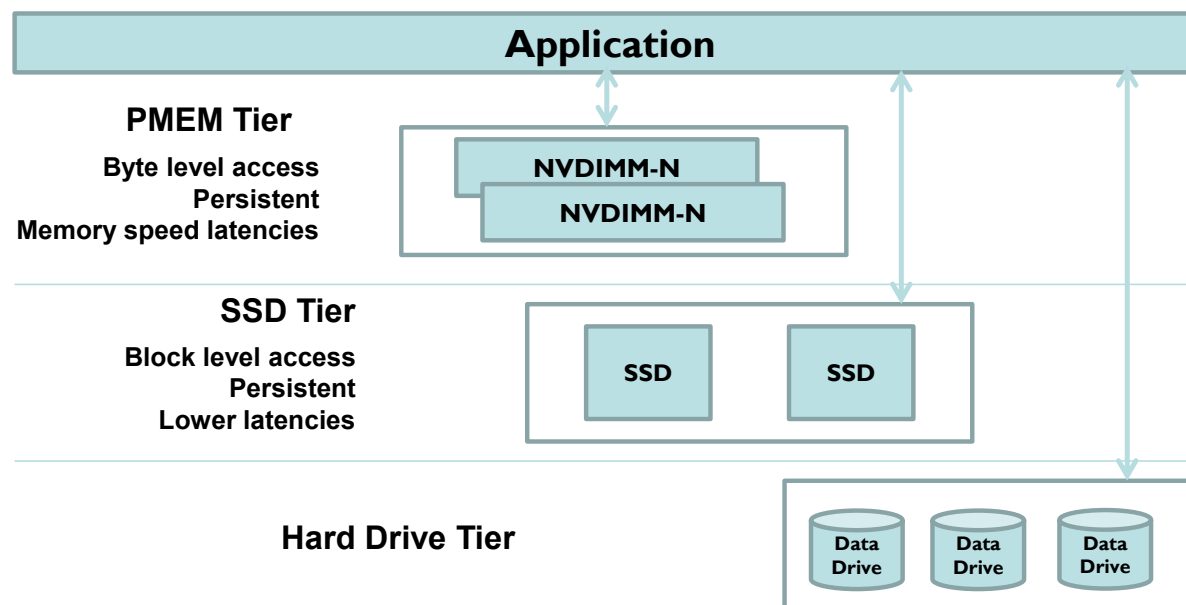 Application
PMEM Tier
Byte level access
Persistent
Memory speed latencies
NVDIMM-N
NVDIMM-N
SSD Tier
Block level access
Persistent
Lower latencies
SSD
SSD
Hard Drive Tier
Data
Drive
Data
Drive
Data
Drive